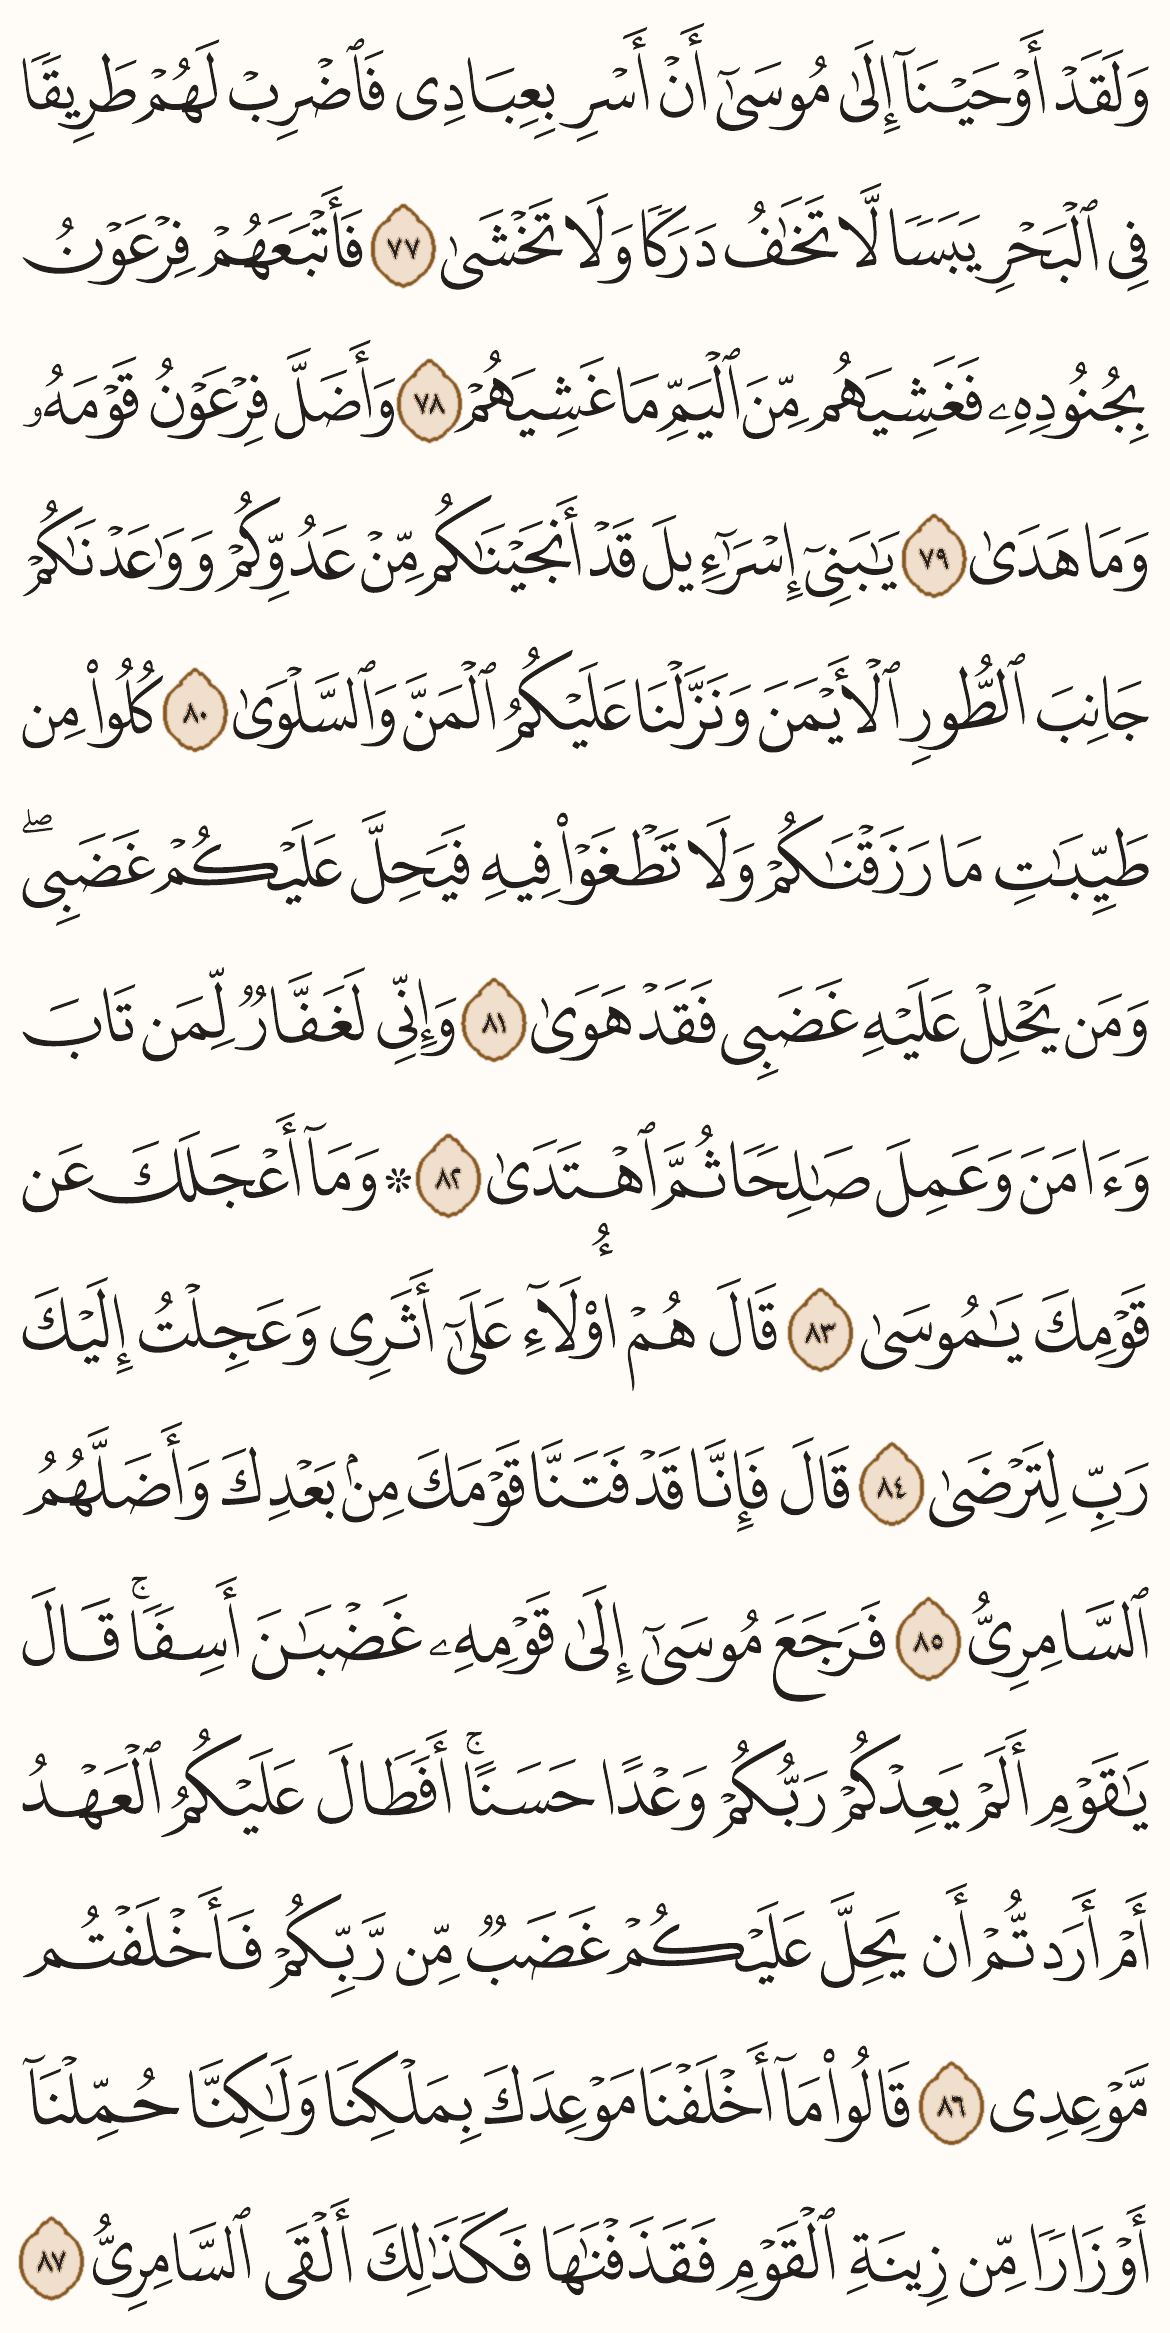 وَلَقَدۡ أَوۡحَيۡنَآ إِلَىٰ مُوسَىٰٓ أَنۡ أَسۡرِ بِعِبَادِي فَٱضۡرِبۡ لَهُمۡ طَرِيقٗا
فِي ٱلۡبَحۡرِ يَبَسٗا لَّا تَخَٰفُ دَرَكٗا وَلَا تَخۡشَىٰ ٧٧ فَأَتۡبَعَهُمۡ فِرۡعَوۡنُ
بِجُنُودِهِۦ فَغَشِيَهُم مِّنَ ٱلۡيَمِّ مَا غَشِيَهُمۡ ٧٨ وَأَضَلَّ فِرۡعَوۡنُ قَوۡمَهُۥ
وَمَا هَدَىٰ ٧٩ يَٰبَنِيٓ إِسۡرَٰٓءِيلَ قَدۡ أَنجَيۡنَٰكُم مِّنۡ عَدُوِّكُمۡ وَوَٰعَدۡنَٰكُمۡ
جَانِبَ ٱلطُّورِ ٱلۡأَيۡمَنَ وَنَزَّلۡنَا عَلَيۡكُمُ ٱلۡمَنَّ وَٱلسَّلۡوَىٰ ٨٠ كُلُواْ مِن
طَيِّبَٰتِ مَا رَزَقۡنَٰكُمۡ وَلَا تَطۡغَوۡاْ فِيهِ فَيَحِلَّ عَلَيۡكُمۡ غَضَبِيۖ
وَمَن يَحۡلِلۡ عَلَيۡهِ غَضَبِي فَقَدۡ هَوَىٰ ٨١ وَإِنِّي لَغَفَّارٞ لِّمَن تَابَ
وَءَامَنَ وَعَمِلَ صَٰلِحٗا ثُمَّ ٱهۡتَدَىٰ ٨٢ ۞ وَمَآ أَعۡجَلَكَ عَن
قَوۡمِكَ يَٰمُوسَىٰ ٨٣ قَالَ هُمۡ أُوْلَآءِ عَلَىٰٓ أَثَرِي وَعَجِلۡتُ إِلَيۡكَ
رَبِّ لِتَرۡضَىٰ ٨٤ قَالَ فَإِنَّا قَدۡ فَتَنَّا قَوۡمَكَ مِنۢ بَعۡدِكَ وَأَضَلَّهُمُ
ٱلسَّامِرِيُّ ٨٥ فَرَجَعَ مُوسَىٰٓ إِلَىٰ قَوۡمِهِۦ غَضۡبَٰنَ أَسِفٗاۚ قَالَ
يَٰقَوۡمِ أَلَمۡ يَعِدۡكُمۡ رَبُّكُمۡ وَعۡدًا حَسَنًاۚ أَفَطَالَ عَلَيۡكُمُ ٱلۡعَهۡدُ
أَمۡ أَرَدتُّمۡ أَن يَحِلَّ عَلَيۡكُمۡ غَضَبٞ مِّن رَّبِّكُمۡ فَأَخۡلَفۡتُم
مَّوۡعِدِي ٨٦ قَالُواْ مَآ أَخۡلَفۡنَا مَوۡعِدَكَ بِمَلۡكِنَا وَلَٰكِنَّا حُمِّلۡنَآ
أَوۡزَارٗا مِّن زِينَةِ ٱلۡقَوۡمِ فَقَذَفۡنَٰهَا فَكَذَٰلِكَ أَلۡقَى ٱلسَّامِرِيُّ ٨٧